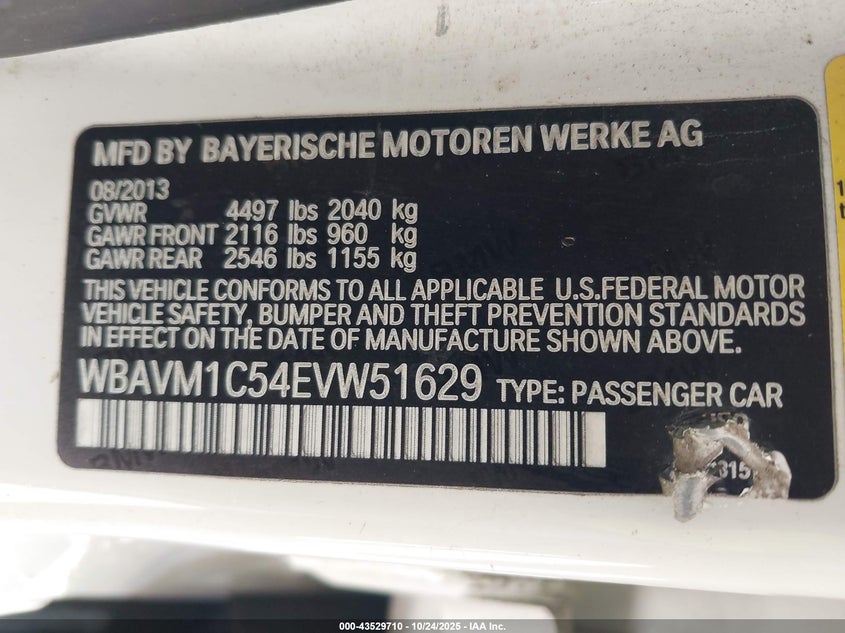 MFD BY BAYERISCHE MOTOREN WERKE AG
08/2013
GVWR 4497 lbs 2040 kg
GAWR FRONT 2116 lbs 960 kg
GAWR REAR 2546 lbs 1155 kg
THIS VEHICLE CONFORMS TO ALL APPLICABLE U.S.FEDERAL MOTOR
VEHICLE SAFETY, BUMPER AND THEFT PREVENTION STANDARDS
IN EFFECT ON THE DATE OF MANUFACTURE SHOWN ABOVE.
WBAVM1C54EVW51629 TYPE: PASSENGER CAR
000-43529710 - 10/24/2025 - IAA Inc.